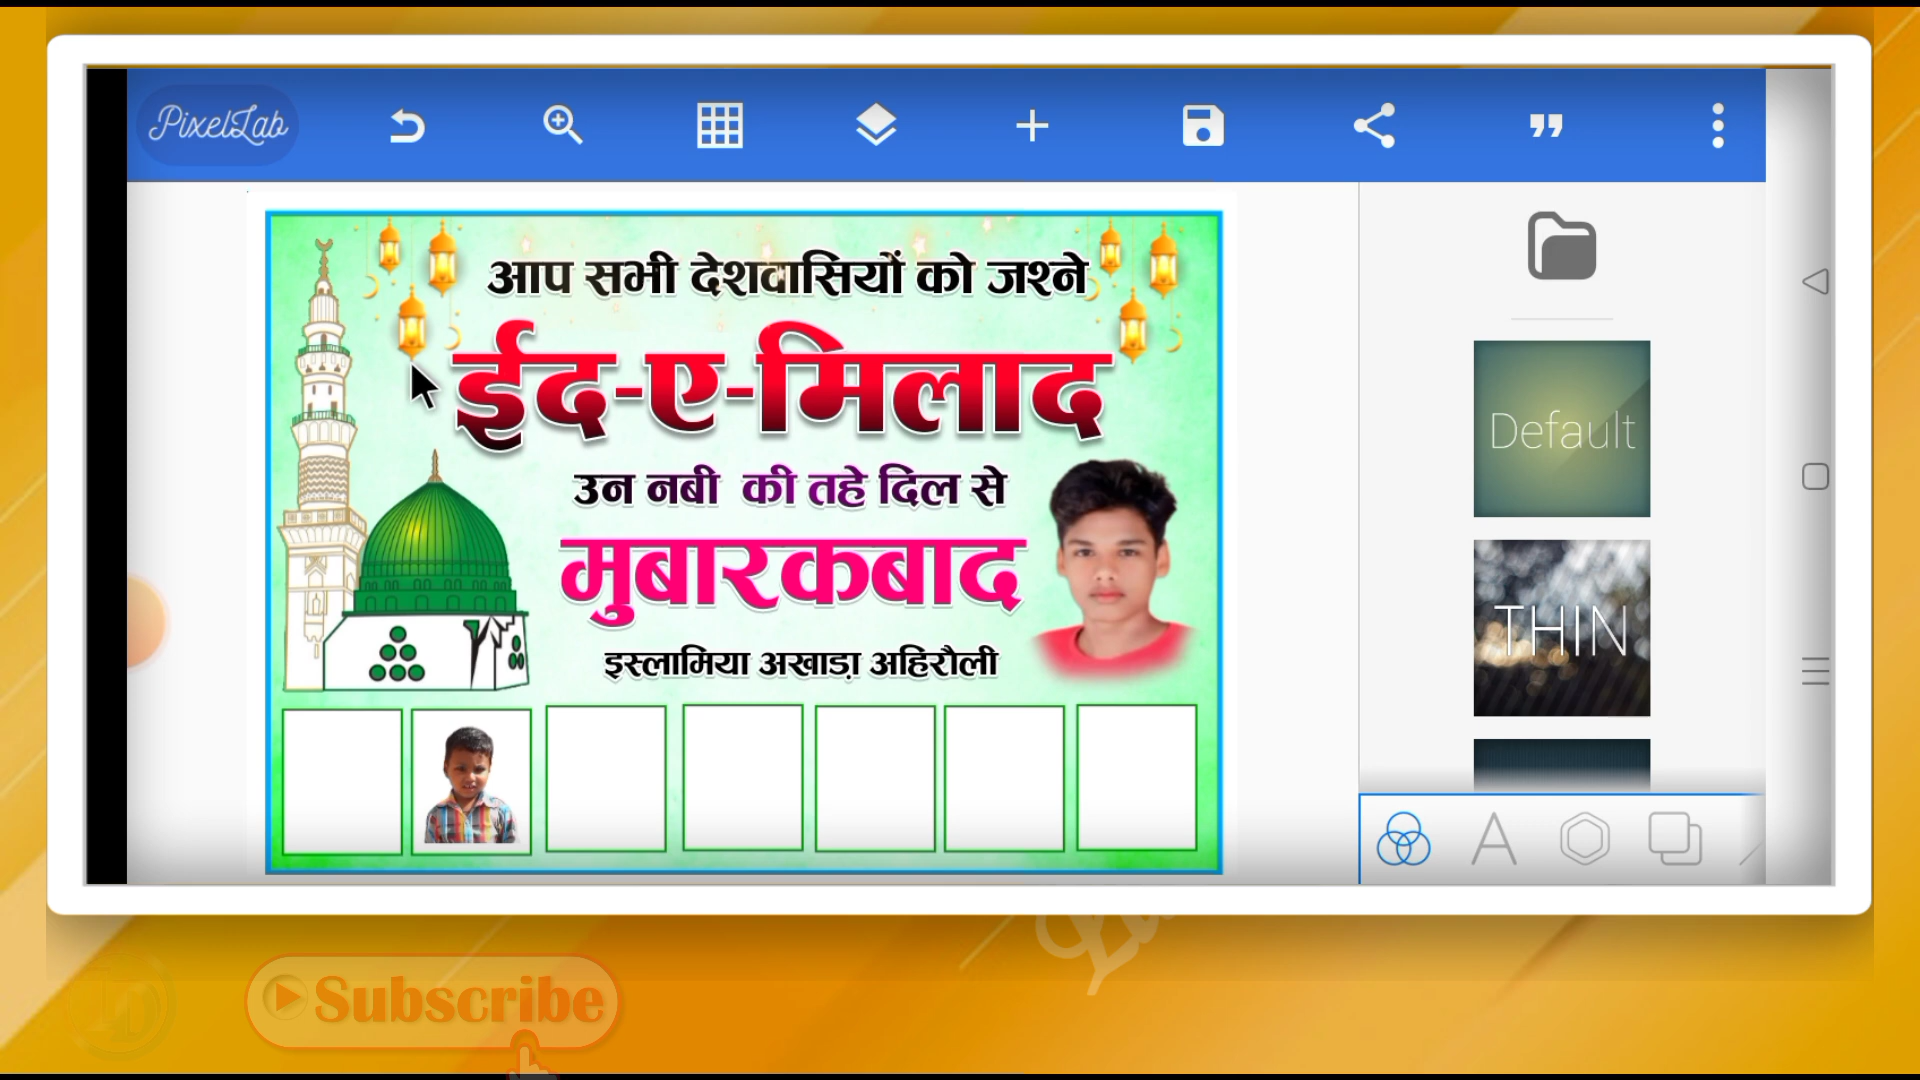 PixelLab
आप सभी देशवासियों को जश्ने
ईद-ए-मिलाद
उन नबी की तहे दिल से
मुबारकबाद
इस्लामिया अखाड़ा अहिरौली
Default
THIN
A
Subscribe